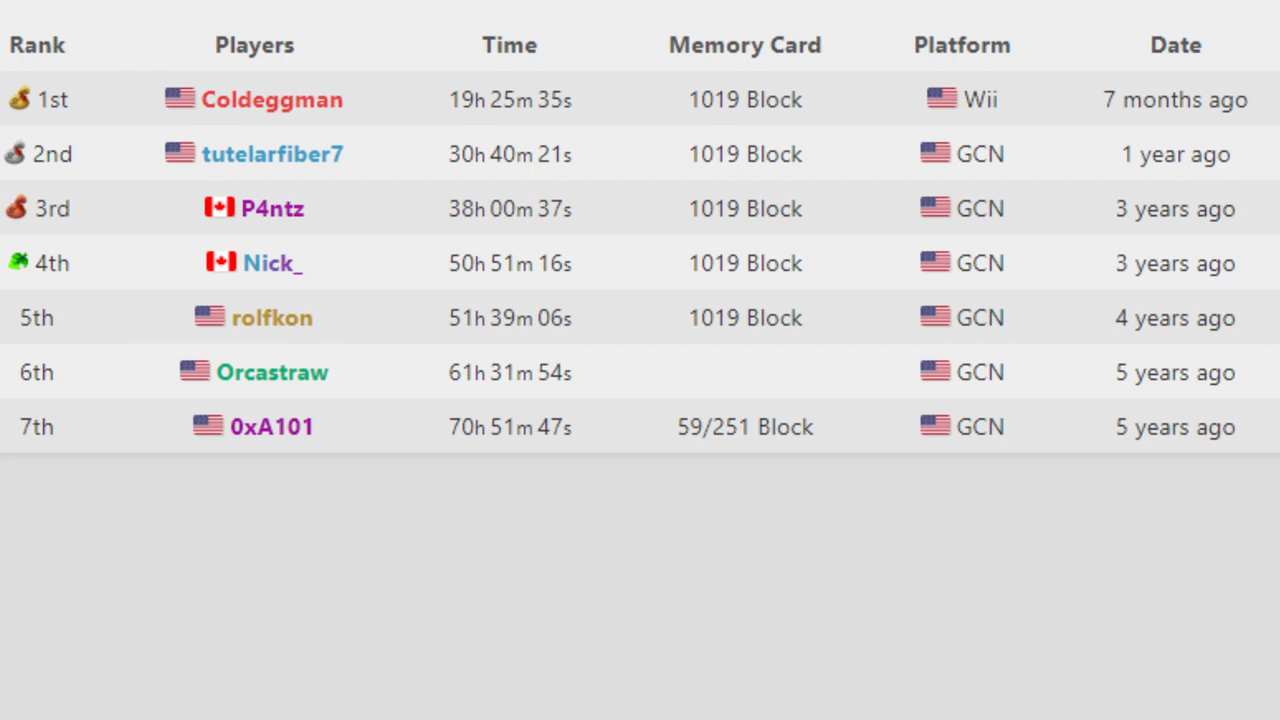 Rank Players Time Memory Card Platform Date
1st Coldeggman 19h 25m 35s 1019 Block Wii 7 months ago
2nd tutelarfiber7 30h 40m 21s 1019 Block GCN 1 year ago
3rd P4ntz 38h 00m 37s 1019 Block GCN 3 years ago
4th Nick_ 50h 51m 16s 1019 Block GCN 3 years ago
5th rolfkon 51h 39m 06s 1019 Block GCN 4 years ago
6th Orcastraw 61h 31m 54s GCN 5 years ago
7th 0xA101 70h 51m 47s 59/251 Block GCN 5 years ago